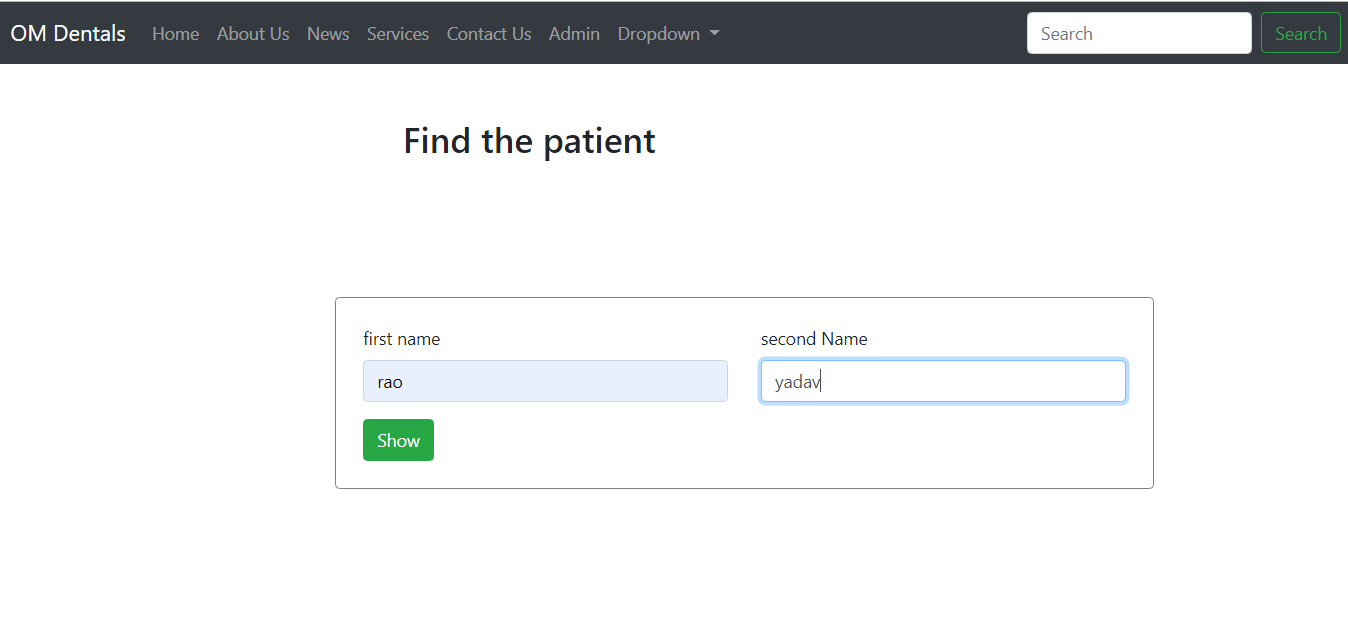 OM Dentals Home About Us News Services Contact Us Admin Dropdown Search Search
Find the patient
first name second Name
rao yadav
Show